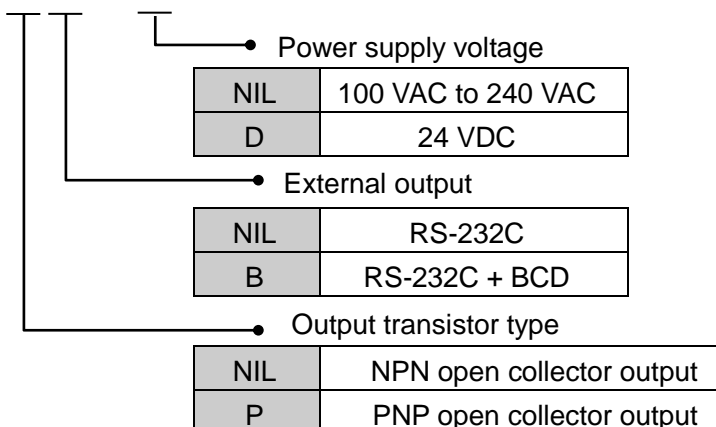 Power supply voltage
NIL 100 VAC to 240 VAC
D 24 VDC
External output
NIL RS-232C
B RS-232C + BCD
Output transistor type
NIL NPN open collector output
P PNP open collector output